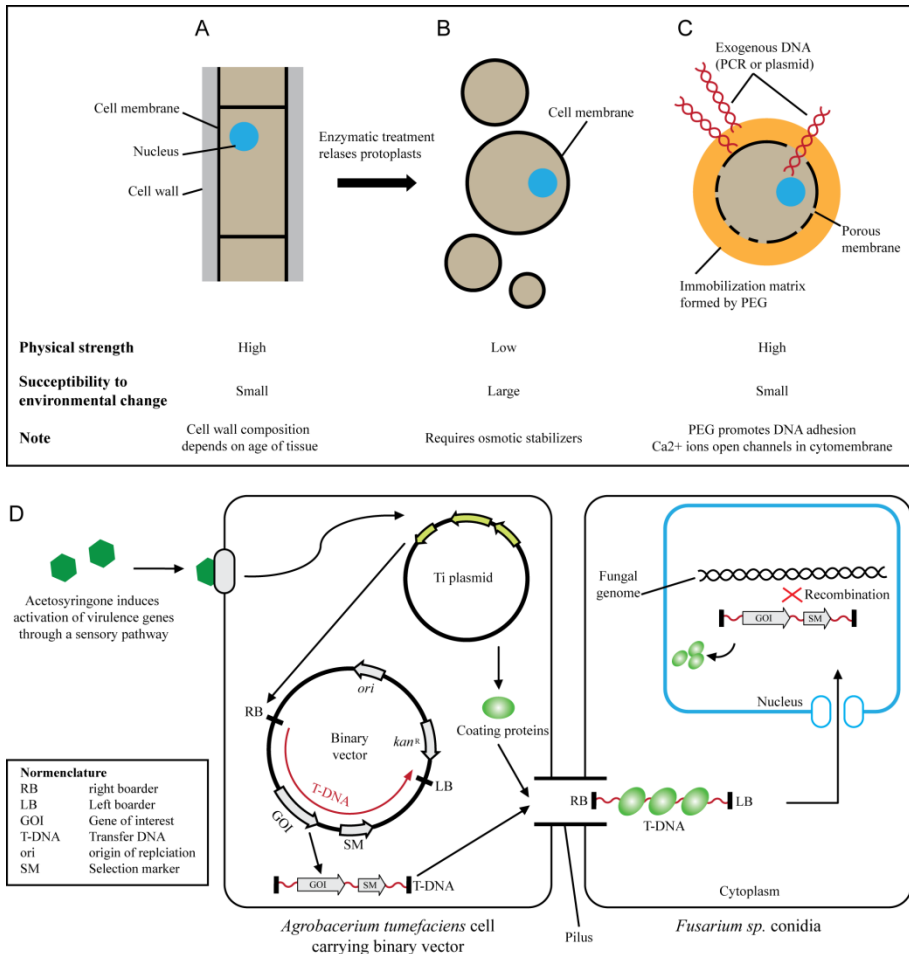 A
B
C
Exogenous DNA
(PCR or plasmid)
Cell membrane
Nucleus
Cell wall
Enzymatic treatment
relases protoplasts
Cell membrane
Porous
membrane
Immobilization matrix
formed by PEG
Physical strength High Low High
Succeptibility to
environmental change Small Large Small
Note
Cell wall composition
depends on age of tissue
Requires osmotic stabilizers
PEG promotes DNA adhesion
Ca2+ ions open channels in cytomembrane
D
Acetosyringone induces
activation of virulence genes
through a sensory pathway
Ti plasmid
ori
RB
Binary
vector
kanR
T-DNA
LB
GOI
SM
Coating proteins
GOI SM T-DNA
Agrobacerium tumefaciens cell
carrying binary vector
Pilus
RB LB
T-DNA
Fungal
genome
Recombination
GOI SM
Nucleus
Cytoplasm
Fusarium sp. conidia
Normenclature
RB right boarder
LB Left boarder
GOI Gene of interest
T-DNA Transfer DNA
ori origin of replciation
SM Selection marker